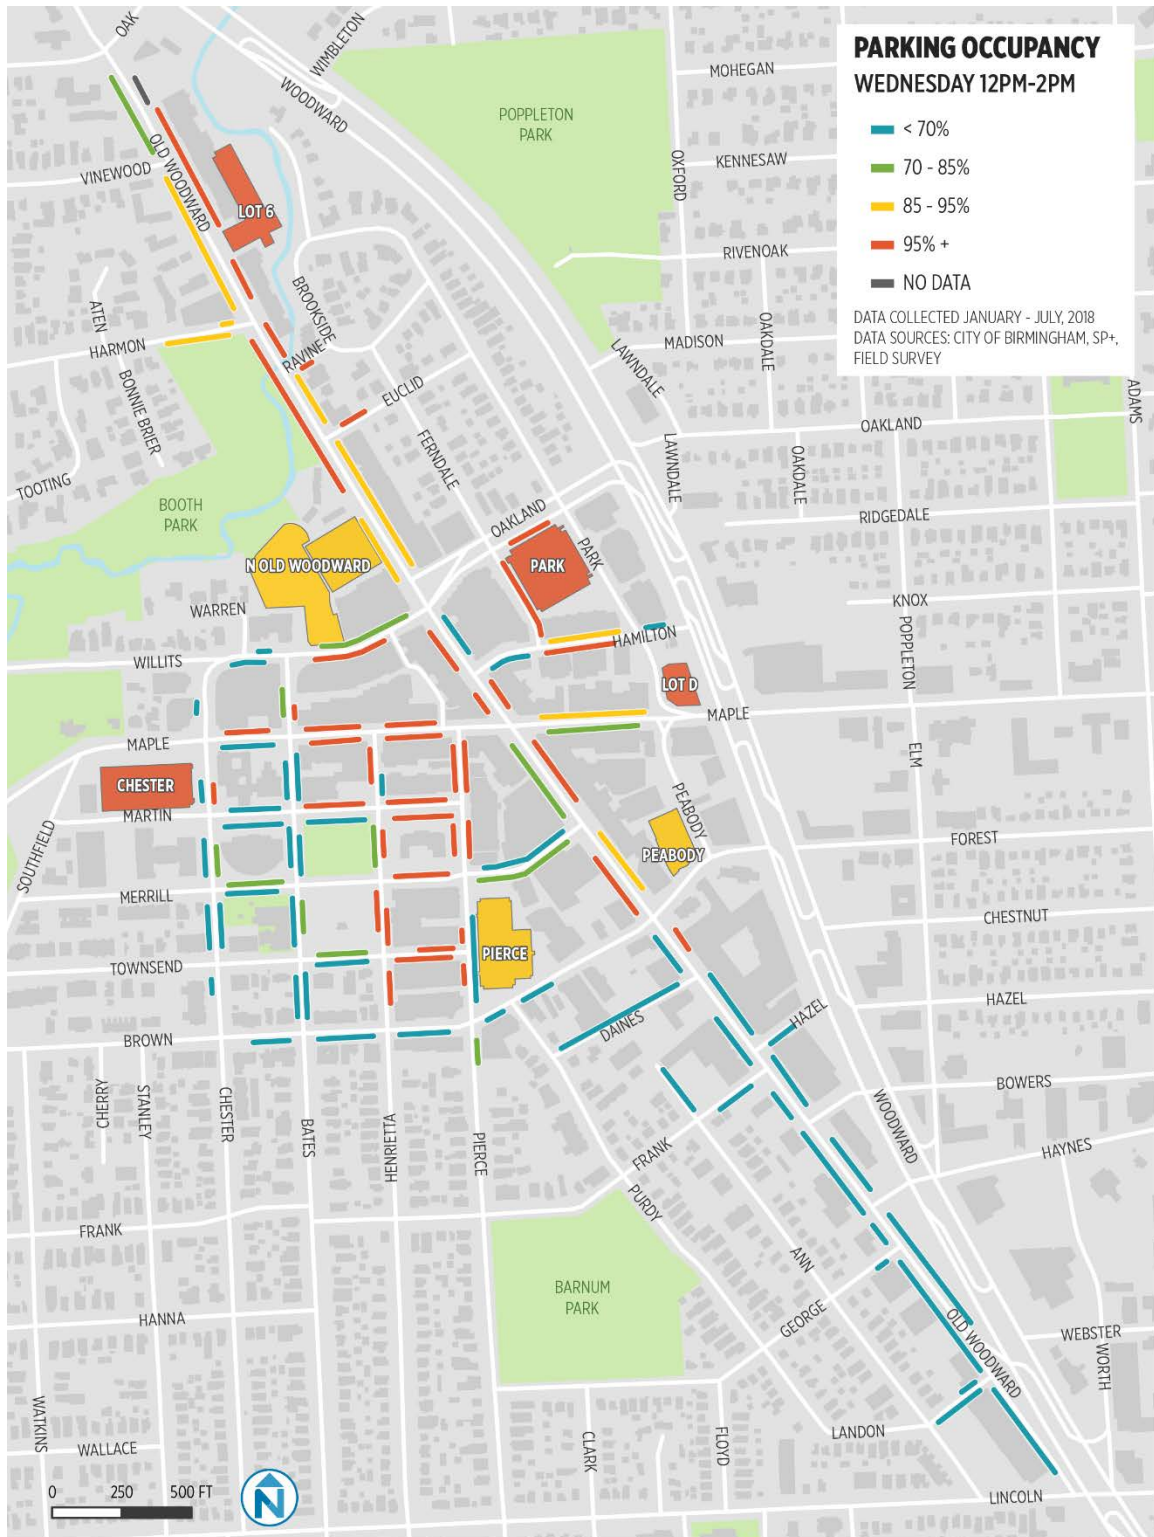 PARKING OCCUPANCY
WEDNESDAY 12PM-2PM
< 70%
70 - 85%
85 - 95%
95% +
NO DATA
DATA COLLECTED JANUARY - JULY, 2018
DATA SOURCES: CITY OF BIRMINGHAM, SP+,
FIELD SURVEY
OAK
WIMBLETON
WOODWARD
POPPLETON
PARK
MOHEGAN
KENNESAW
OXFORD
VINEWOOD
OLD WOODWARD
LOT 6
RIVENOAK
BROOKSIDE
ATEN
HARMON
RAVINE
MADISON
OAKDALE
LAWNDALE
ADAMS
BONNIE BRIER
EUCLID
FERNDALE
OAKLAND
LAWNDALE
OAKDALE
TOOTING
BOOTH
PARK
OAKLAND
RIDGEDALE
N OLD WOODWARD
PARK
PARK
WARREN
KNOX
POPPLETON
HAMILTON
WILLITS
LOT D
MAPLE
MAPLE
ELM
CHESTER
MARTIN
PEABODY
PEABODY
FOREST
SOUTHFIELD
MERRILL
CHESTNUT
PIERCE
TOWNSEND
HAZEL
HAZEL
DAINES
BROWN
BOWERS
CHERRY
STANLEY
CHESTER
BATES
HENRIETTA
PIERCE
WOODWARD
FRANK
HAYNES
PURDY
FRANK
ANN
BARNUM
PARK
GEORGE
HANNA
OLD WOODWARD
WEBSTER
WORTH
WATKINS
WALLACE
CLARK
FLOYD
LANDON
LINCOLN
0 250 500 FT
N